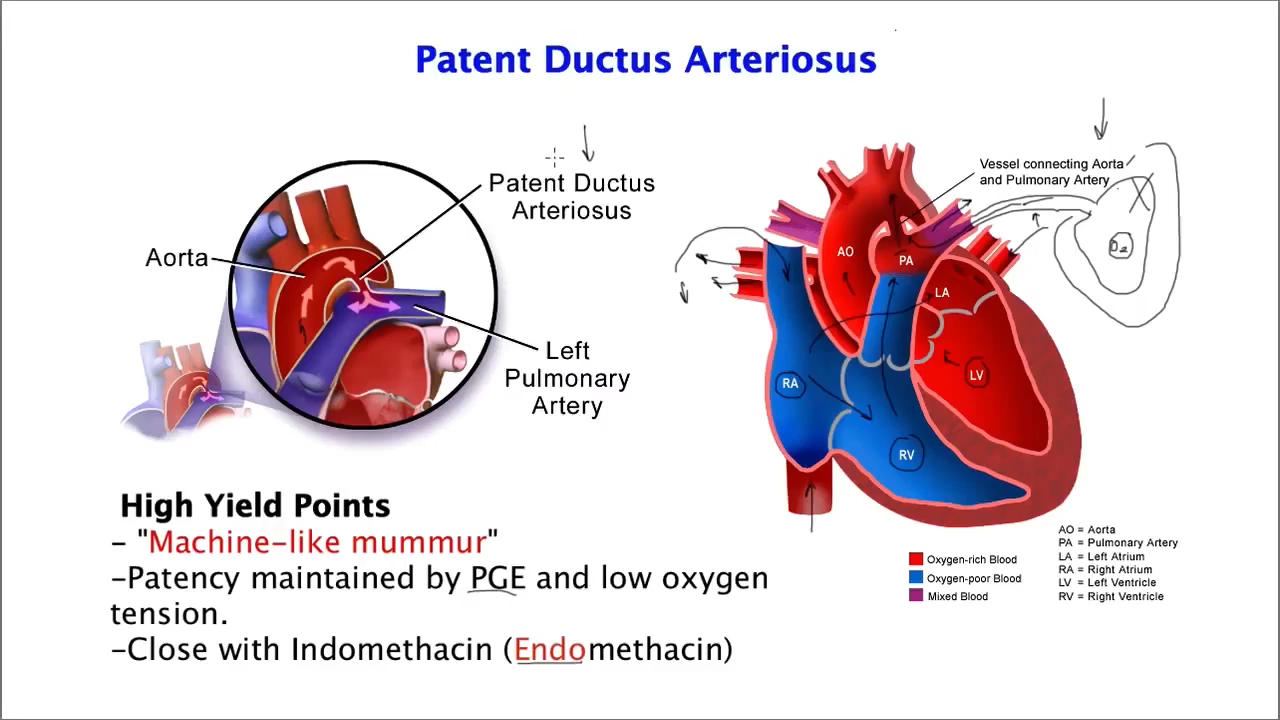 Patent Ductus Arteriosus
Patent Ductus
Arteriosus
Aorta
Left
Pulmonary
Artery
Vessel connecting Aorta
and Pulmonary Artery
AO
PA
LA
RA
LV
RV
O2
High Yield Points
- "Machine-like mummur"
-Patency maintained by PGE and low oxygen
tension.
-Close with Indomethacin (Endomethacin)
Oxygen-rich Blood
Oxygen-poor Blood
Mixed Blood
AO = Aorta
PA = Pulmonary Artery
LA = Left Atrium
RA = Right Atrium
LV = Left Ventricle
RV = Right Ventricle